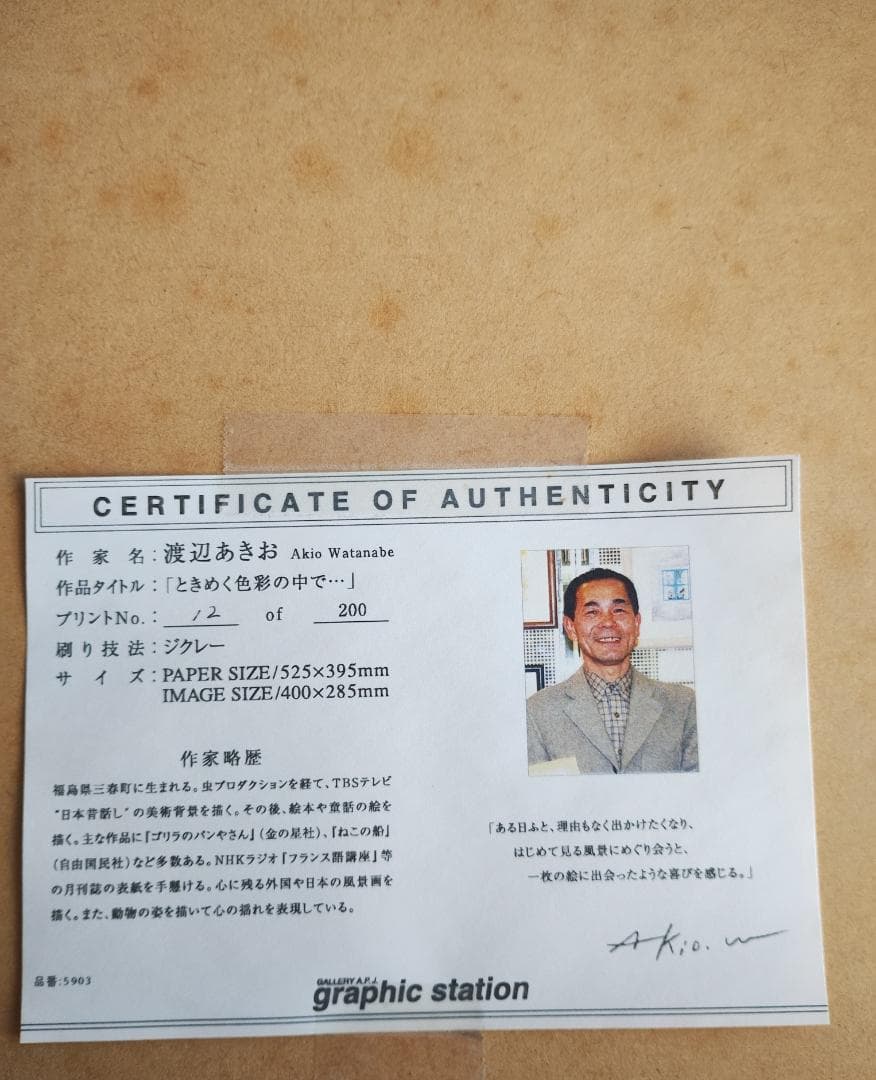 CERTIFICATE OF AUTHENTICITY
作家名:渡辺あきお Akio Watanabe
作品タイトル:「ときめく色彩の中で…」
プリントNo.: 12 of 200
刷り技法:ジクレー
サイズ:PAPER SIZE/525×395mm
IMAGE SIZE/400×285mm
作家略歴
福島県三春町に生まれる。虫プロダクションを経て、TBSテレビ
"日本昔話し"の美術背景を描く。その後、絵本や童話の絵を
描く。主な作品に『ゴリラのパンやさん』(金の星社)、『ねこの船』
(自由国民社)など多数ある。NHKラジオ『フランス語講座』等
の月刊誌の表紙を手懸ける。心に残る外国や日本の風景画を
描く。また、動物の姿を描いて心の揺れを表現している。
「ある日ふと、理由もなく出かけたくなり、
はじめて見る風景にめぐり会うと、
一枚の絵に出会ったような喜びを感じる。」
Akio. w
品番:5903
GALLERY A.P.J.
graphic station